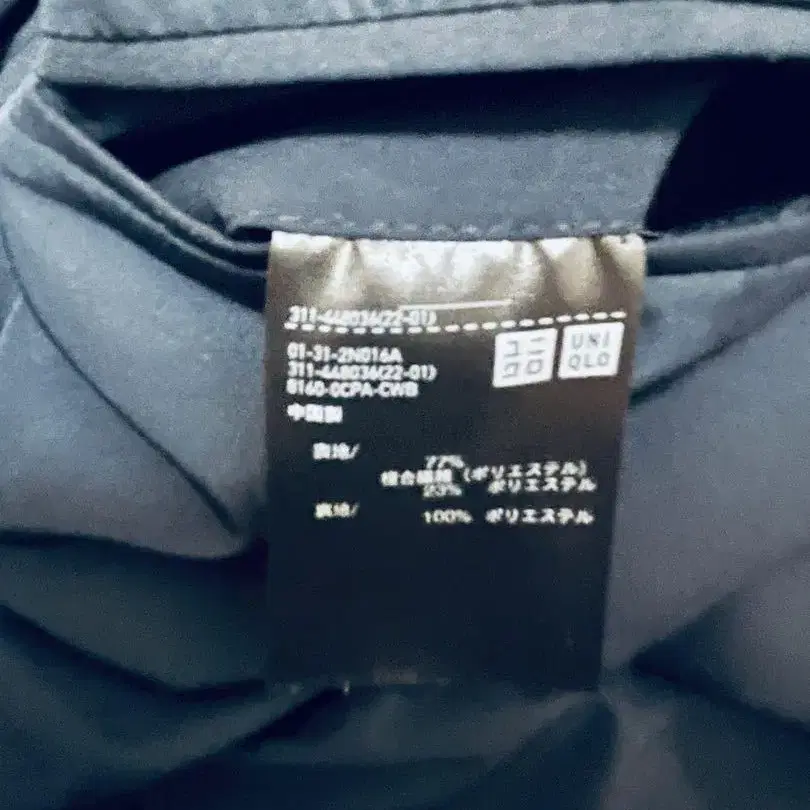 311-448036(22-01)
ユニ
クロ
UNI
QLO
01-31-2N016A
311-448036(22-01)
8160-0CPA-CWB
中国製
表地/ 77%
複合繊維 (ポリエステル)
23% ポリエステル
裏地/ 100% ポリエステル